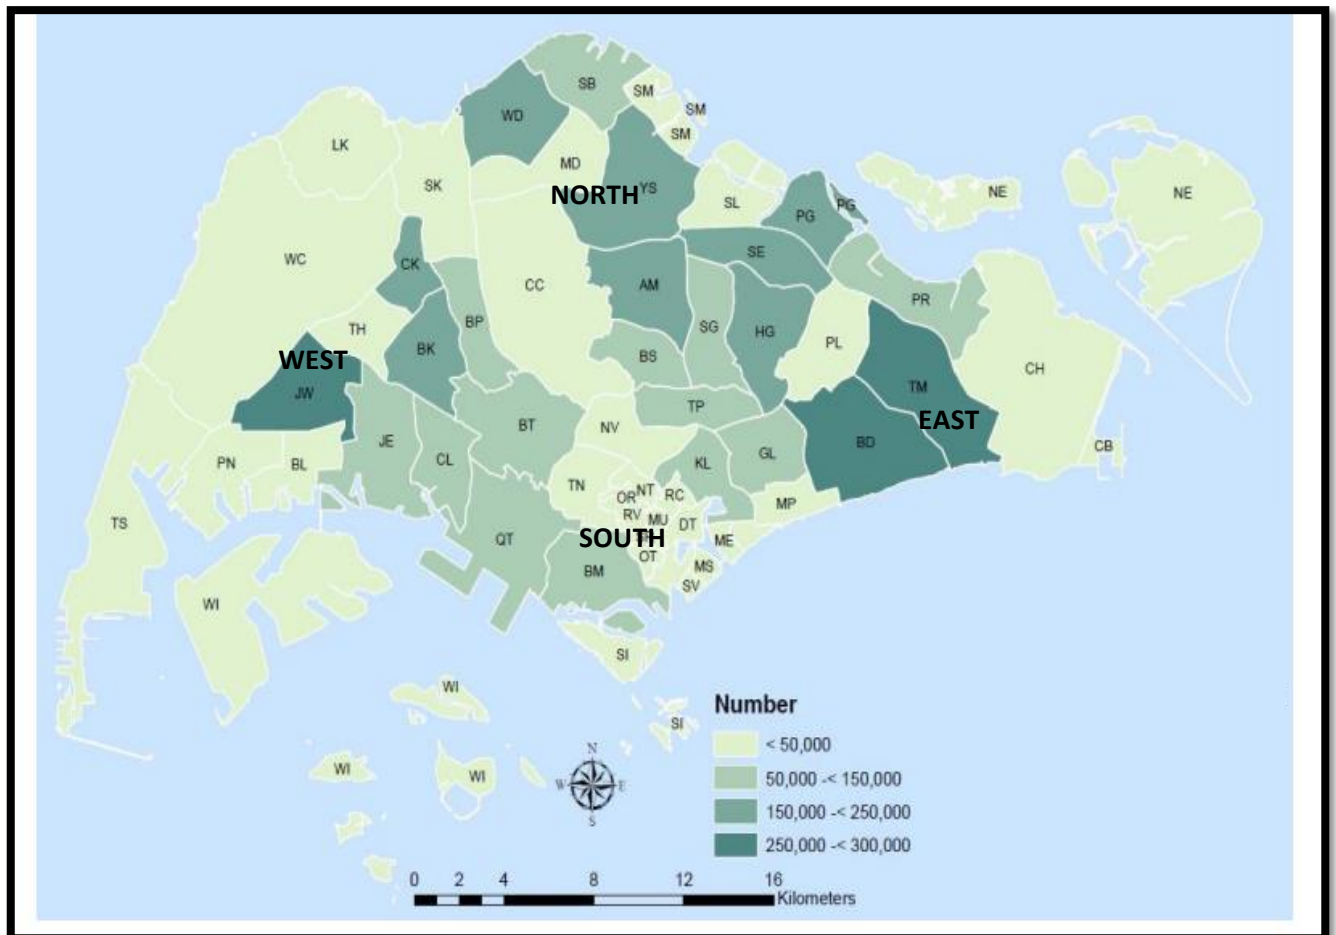 SB
SM
SM
WD
SM
LK
MD
SK
NORTH
YS
SL
NE
NE
PG
PG
WC
CK
SE
CC
AM
PR
TH
BP
SG
HG
PL
WEST
BK
BS
CH
JW
TM
TP
EAST
BT
NV
JE
BD
CB
PN
BL
CL
KL
GL
TN
NT
RC
OR
MP
RV
MU
DT
TS
QT
SOUTH
ME
OT
BM
MS
SV
WI
SI
WI
SI
WI
WI
N
W
E
S
Number
< 50,000
50,000 -< 150,000
150,000 -< 250,000
250,000 -< 300,000
0 2 4 8 12 16
Kilometers